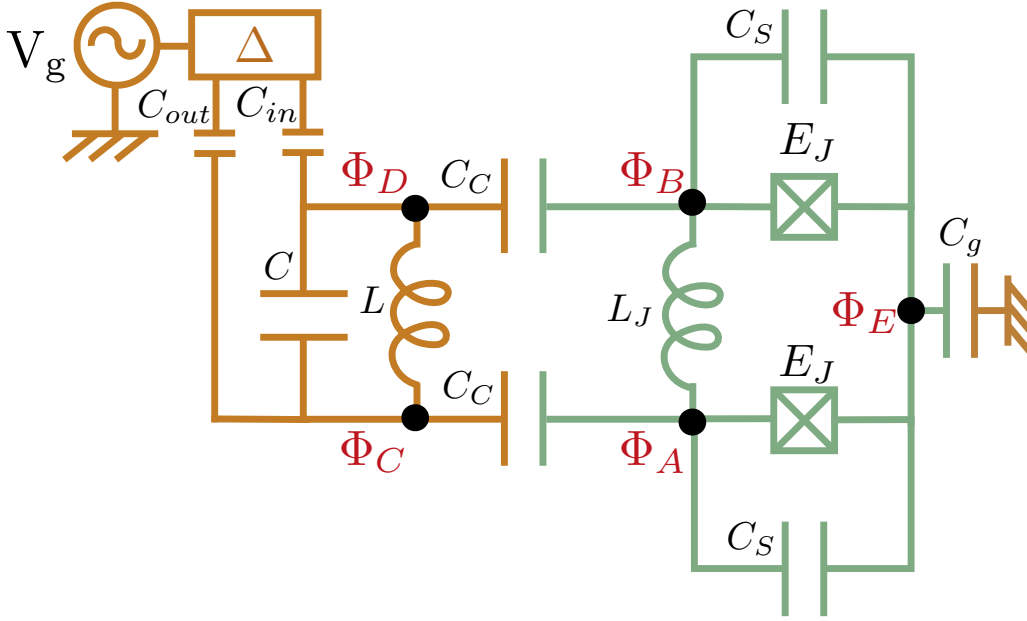 C_S
V_g
Δ
C_out
C_in
E_J
Φ_D
C_C
Φ_B
C_g
C
L
L_J
Φ_E
E_J
C_C
Φ_C
Φ_A
C_S